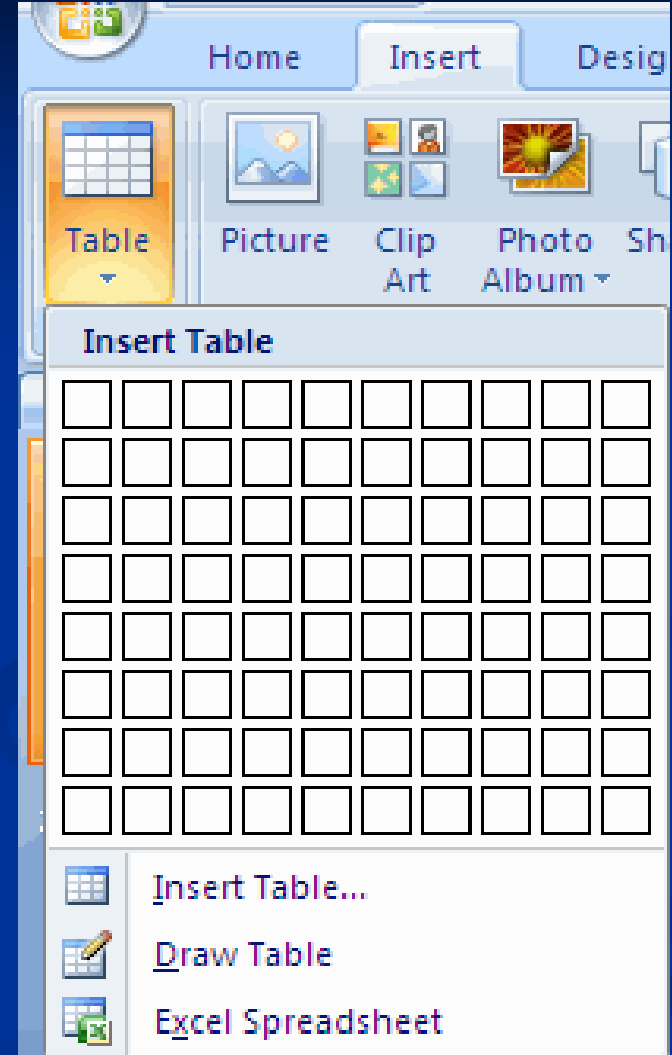 Home Insert Desig
Table Picture Clip Art Photo Album Sh
Insert Table
Insert Table...
Draw Table
Excel Spreadsheet